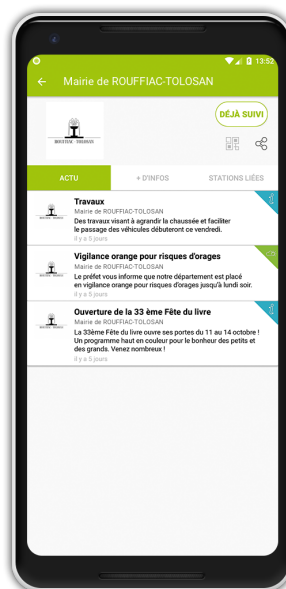 13:52
Mairie de ROUFFIAC-TOLOSAN
ROUFFIAC - TOLOSAN
DÉJÀ SUIVI
ACTU
+ D'INFOS
STATIONS LIÉES
Travaux
Mairie de ROUFFIAC-TOLOSAN
Des travaux visant à agrandir la chaussée et faciliter
le passage des véhicules débuteront ce vendredi.
il y a 5 jours
Vigilance orange pour risques d'orages
Mairie de ROUFFIAC-TOLOSAN
Le préfet vous informe que notre département est placé
en vigilance orange pour risques d'orages jusqu'à lundi soir.
il y a 5 jours
Ouverture de la 33 ème Fête du livre
Mairie de ROUFFIAC-TOLOSAN
La 33ème Fête du livre ouvre ses portes du 11 au 14 octobre !
Un programme haut en couleur pour le bonheur des petits et
des grands. Venez nombreux !
il y a 5 jours